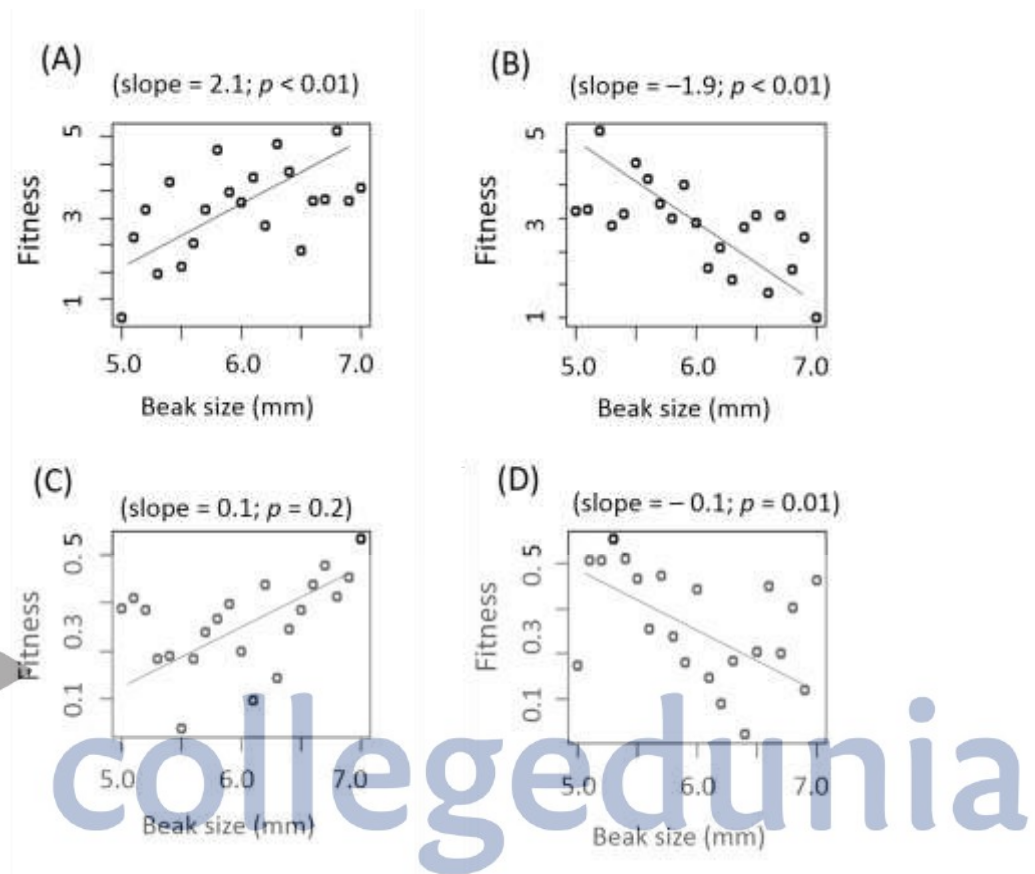 (A)
(slope = 2.1; p < 0.01)
5
3
1
Fitness
5.0 6.0 7.0
Beak size (mm)
(B)
(slope = −1.9; p < 0.01)
5
3
1
Fitness
5.0 6.0 7.0
Beak size (mm)
(C)
(slope = 0.1; p = 0.2)
0.5
0.3
0.1
Fitness
5.0 6.0 7.0
Beak size (mm)
(D)
(slope = − 0.1; p = 0.01)
0.5
0.3
0.1
Fitness
5.0 6.0 7.0
Beak size (mm)
collegedunia